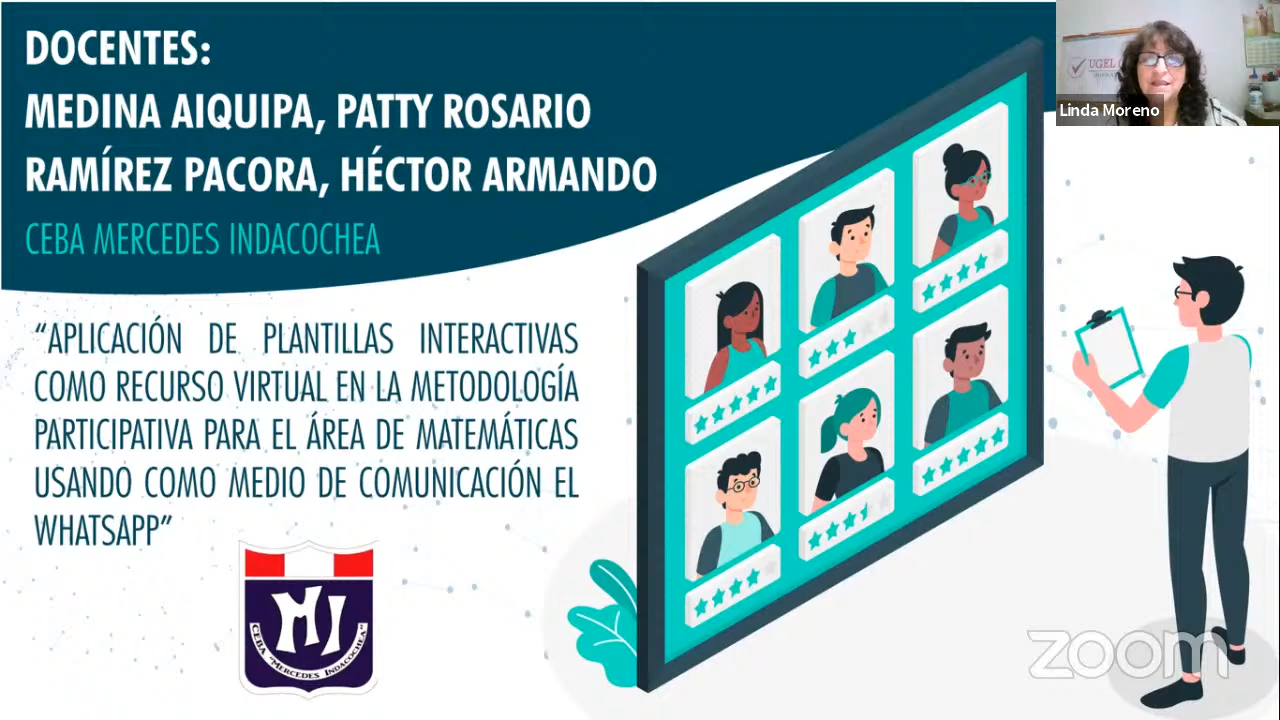 DOCENTES:
MEDINA AIQUIPA, PATTY ROSARIO
RAMÍREZ PACORA, HÉCTOR ARMANDO
CEBA MERCEDES INDACOCHEA
“APLICACIÓN DE PLANTILLAS INTERACTIVAS
COMO RECURSO VIRTUAL EN LA METODOLOGÍA
PARTICIPATIVA PARA EL ÁREA DE MATEMÁTICAS
USANDO COMO MEDIO DE COMUNICACIÓN EL
WHATSAPP”
MI
CEBA "MERCEDES INDACOCHEA"
UGEL
Linda Moreno
zoom